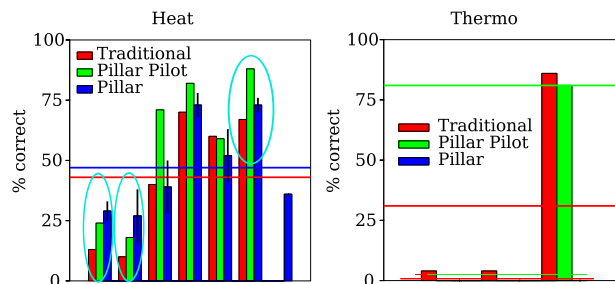 Heat
100
75
50
25
0
% correct
Traditional
Pillar Pilot
Pillar
Thermo
100
75
50
25
0
% correct
Traditional
Pillar Pilot
Pillar